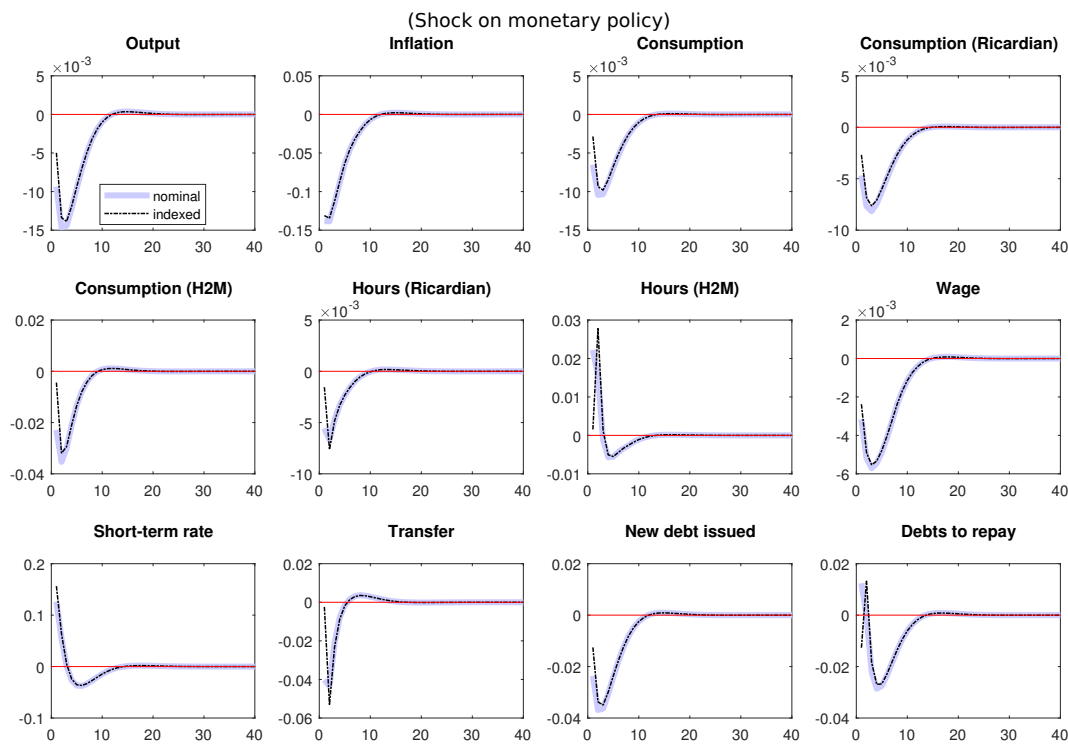 (Shock on monetary policy)
Output
Inflation
Consumption
Consumption (Ricardian)
×10⁻³
×10⁻³
×10⁻³
5
0
-5
-10
-15
0 10 20 30 40
nominal
indexed
0.05
0
-0.05
-0.1
-0.15
0 10 20 30 40
5
0
-5
-10
-15
0 10 20 30 40
5
0
-5
-10
0 10 20 30 40
Consumption (H2M)
Hours (Ricardian)
Hours (H2M)
Wage
×10⁻³
×10⁻³
0.02
0
-0.02
-0.04
0 10 20 30 40
5
0
-5
-10
0 10 20 30 40
0.03
0.02
0.01
0
-0.01
0 10 20 30 40
2
0
-2
-4
-6
0 10 20 30 40
Short-term rate
Transfer
New debt issued
Debts to repay
0.2
0.1
0
-0.1
0 10 20 30 40
0.02
0
-0.02
-0.04
-0.06
0 10 20 30 40
0.02
0
-0.02
-0.04
0 10 20 30 40
0.02
0
-0.02
-0.04
0 10 20 30 40